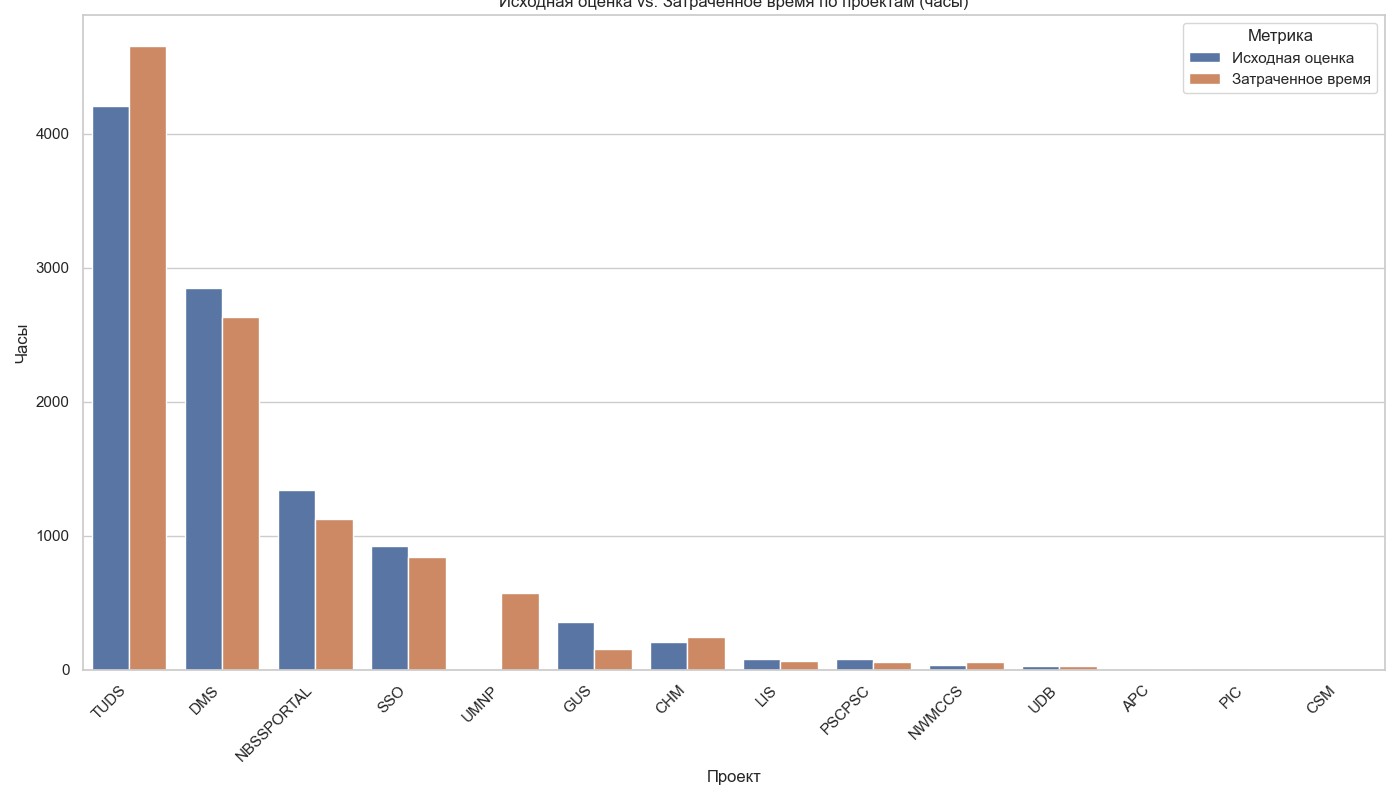 Исходная оценка vs. Затраченное время по проектам (часы)
Метрика
Исходная оценка
Затраченное время
Часы
4000
3000
2000
1000
0
TUDS
DMS
NBSSPORTAL
SSO
UMNP
GUS
CHM
LIS
PSCPSC
NWMCCS
UDB
APC
PIC
CSM
Проект